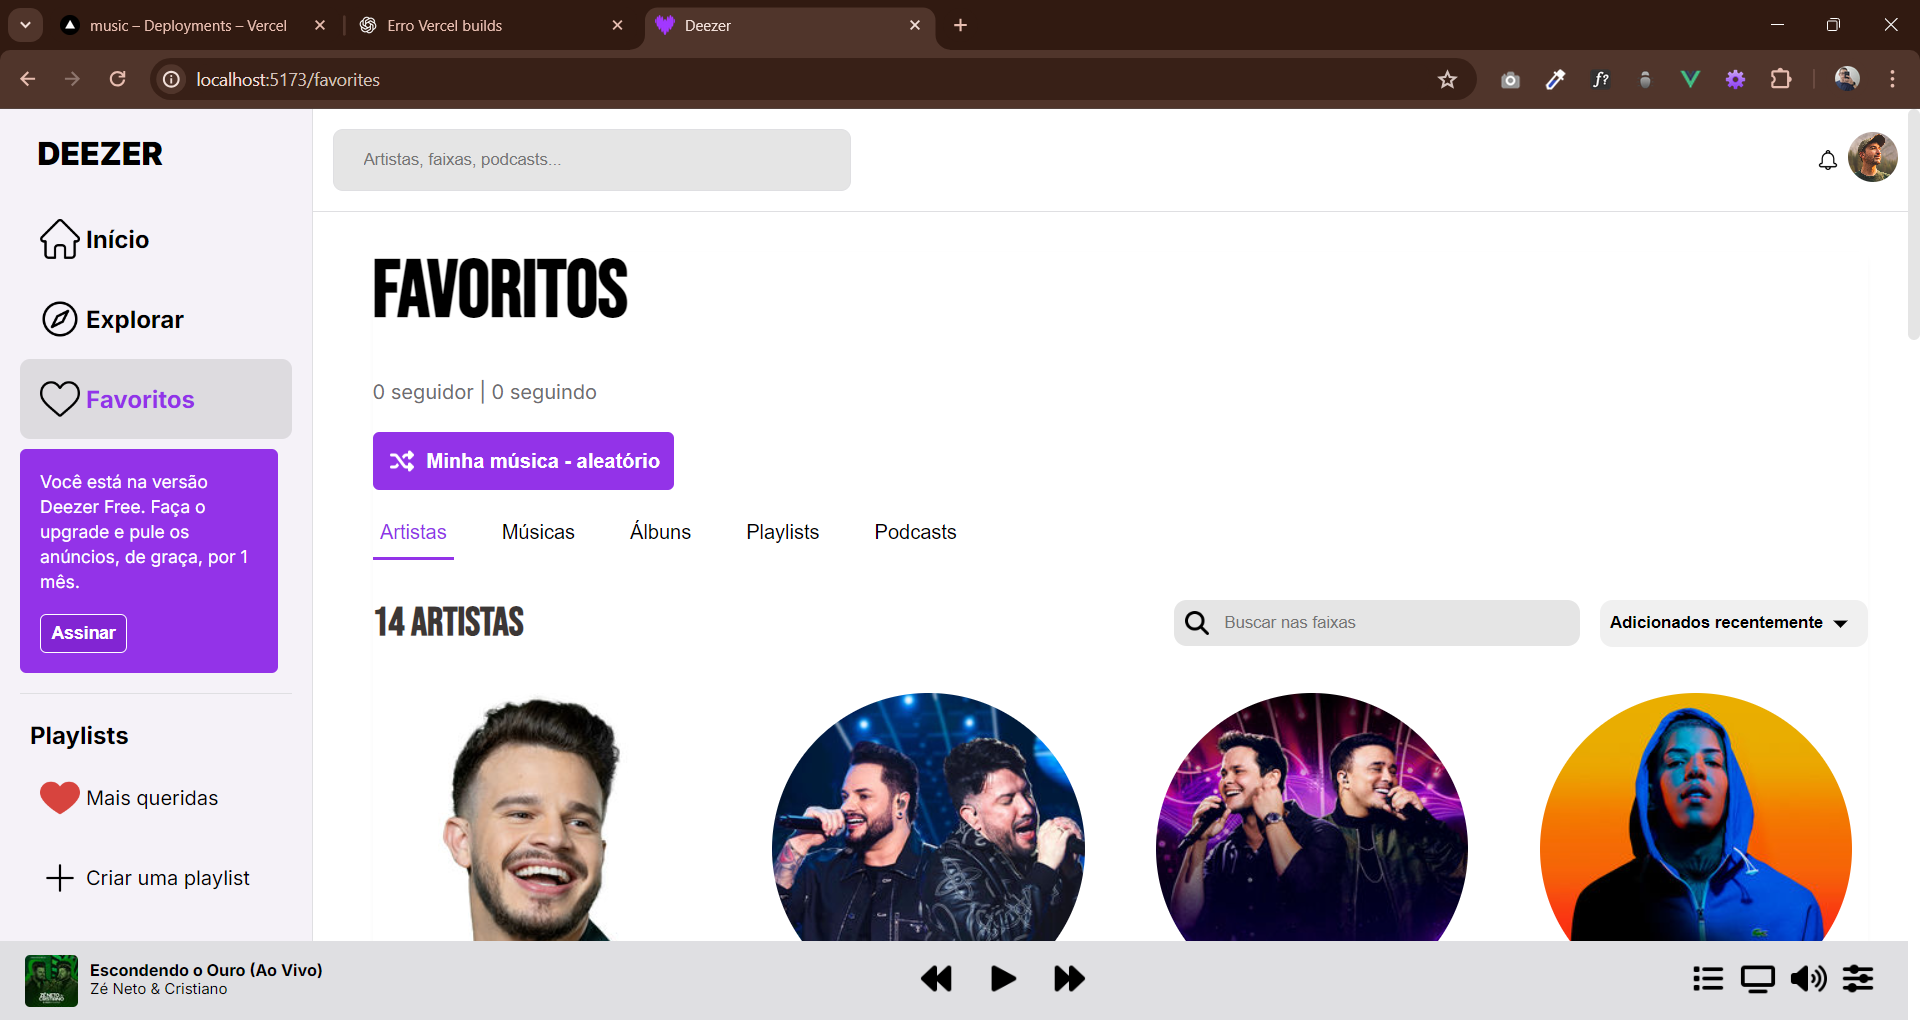 music – Deployments – Vercel
Erro Vercel builds
Deezer
localhost:5173/favorites
DEEZER
Artistas, faixas, podcasts...
Início
Explorar
Favoritos
Você está na versão
Deezer Free. Faça o
upgrade e pule os
anúncios, de graça, por 1
mês.
Assinar
Playlists
Mais queridas
Criar uma playlist
FAVORITOS
0 seguidor | 0 seguindo
Minha música - aleatório
Artistas
Músicas
Álbuns
Playlists
Podcasts
14 ARTISTAS
Buscar nas faixas
Adicionados recentemente
ZÉ NETO
CRISTIANO
Escondendo o Ouro (Ao Vivo)
Zé Neto & Cristiano